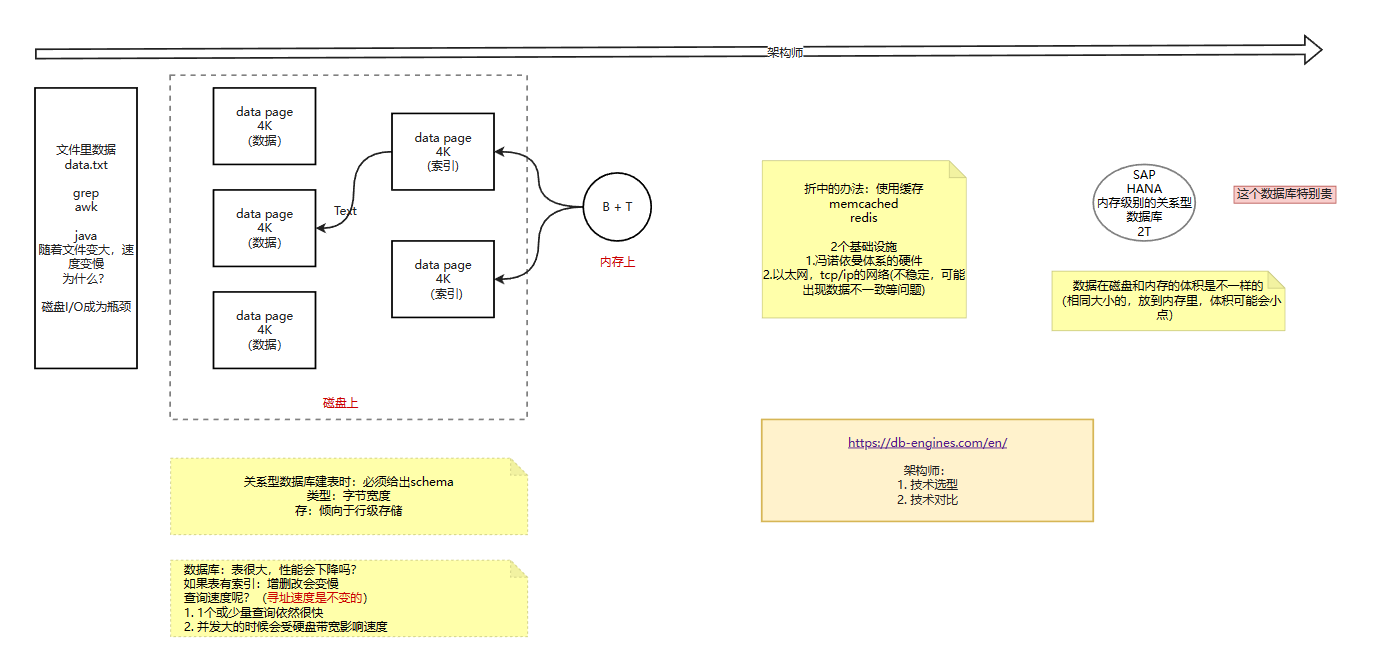 架构师
文件里数据
data.txt
grep
awk
java
随着文件变大，速
度变慢
为什么？
磁盘I/O成为瓶颈
data page
4K
(数据)
data page
4K
(数据)
data page
4K
(数据)
data page
4K
(索引)
data page
4K
(索引)
Text
磁盘上
B + T
内存上
折中的办法：使用缓存
memcached
redis
2个基础设施
1.冯诺依曼体系的硬件
2.以太网，tcp/ip的网络(不稳定，可能
出现数据不一致等问题)
SAP
HANA
内存级别的关系型
数据库
2T
这个数据库特别贵
数据在磁盘和内存的体积是不一样的
(相同大小的，放到内存里，体积可能会小
点)
https://db-engines.com/en/
架构师：
1. 技术选型
2. 技术对比
关系型数据库建表时：必须给出schema
类型：字节宽度
存：倾向于行级存储
数据库：表很大，性能会下降吗？
如果表有索引：增删改会变慢
查询速度呢？（寻址速度是不变的）
1. 1个或少量查询依然很快
2. 并发大的时候会受硬盘带宽影响速度